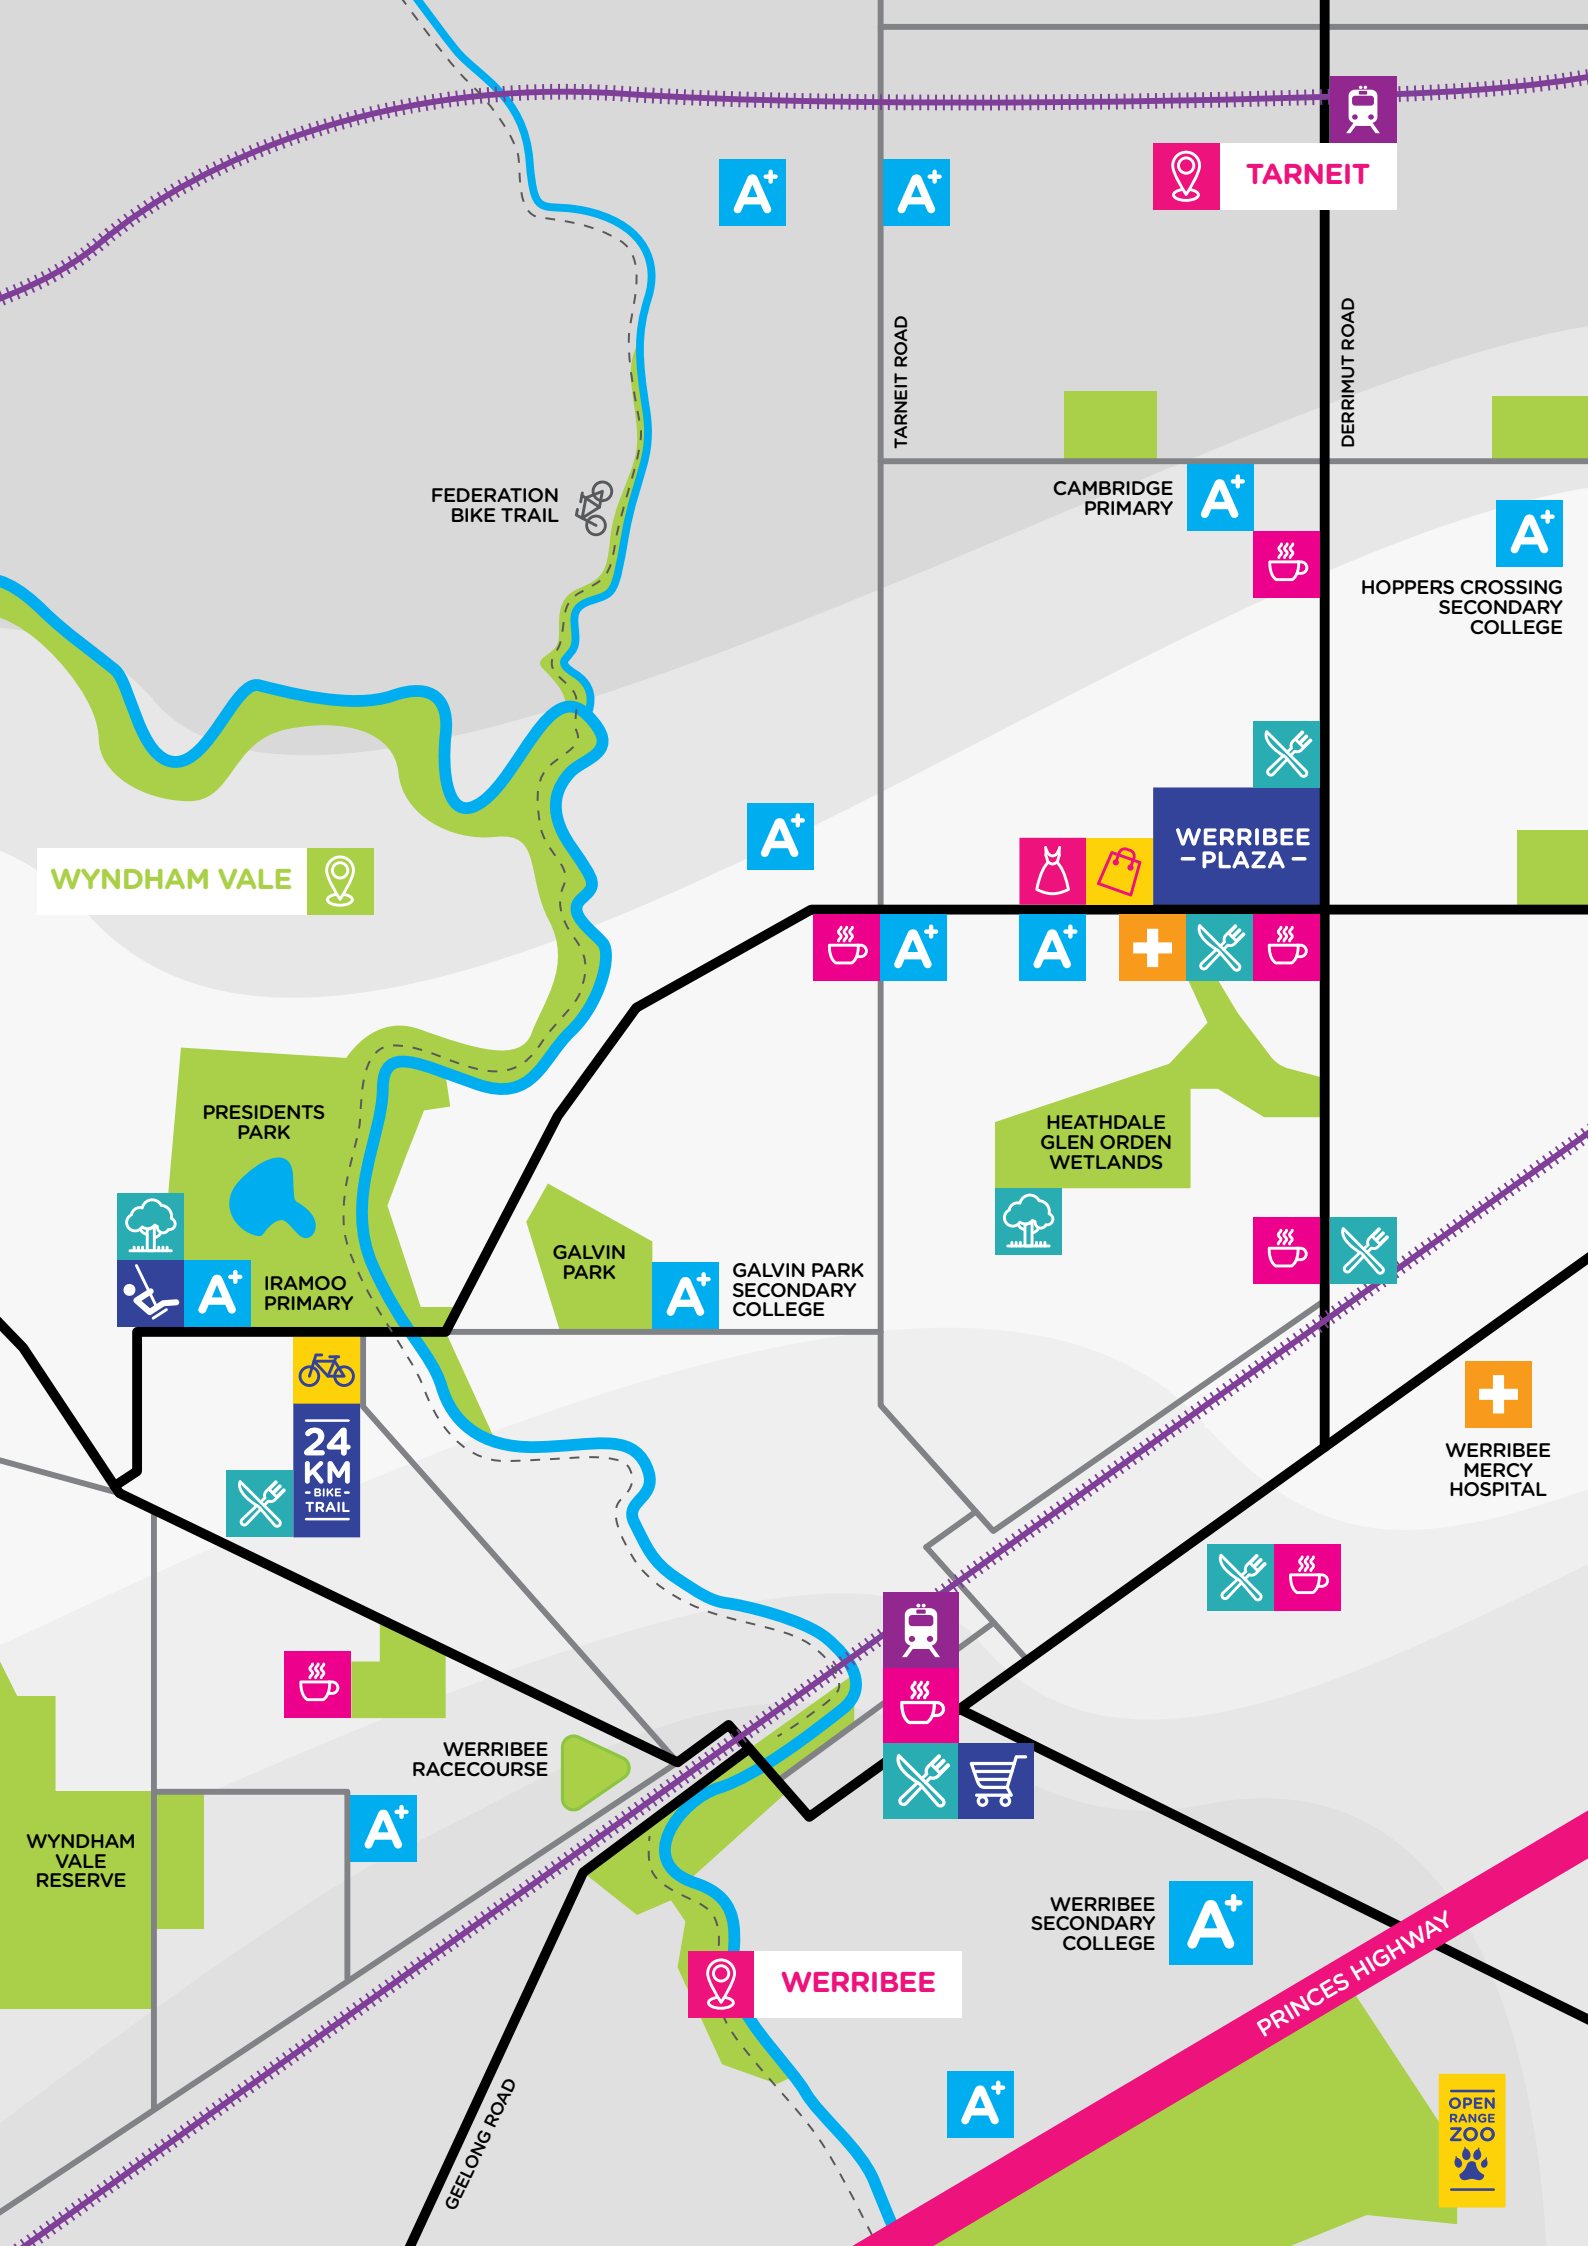 A+
A+
TARNEIT
TARNEIT ROAD
DERRIMUT ROAD
FEDERATION
BIKE TRAIL
CAMBRIDGE
PRIMARY
A+
A+
HOPPERS CROSSING
SECONDARY
COLLEGE
A+
WERRIBEE
– PLAZA –
WYNDHAM VALE
A+
A+
PRESIDENTS
PARK
HEATHDALE
GLEN ORDEN
WETLANDS
GALVIN
PARK
A+
GALVIN PARK
SECONDARY
COLLEGE
A+
IRAMOO
PRIMARY
24
KM
- BIKE -
TRAIL
WERRIBEE
MERCY
HOSPITAL
WERRIBEE
RACECOURSE
A+
WYNDHAM
VALE
RESERVE
WERRIBEE
SECONDARY
COLLEGE
A+
PRINCES HIGHWAY
WERRIBEE
GEELONG ROAD
A+
OPEN
RANGE
ZOO